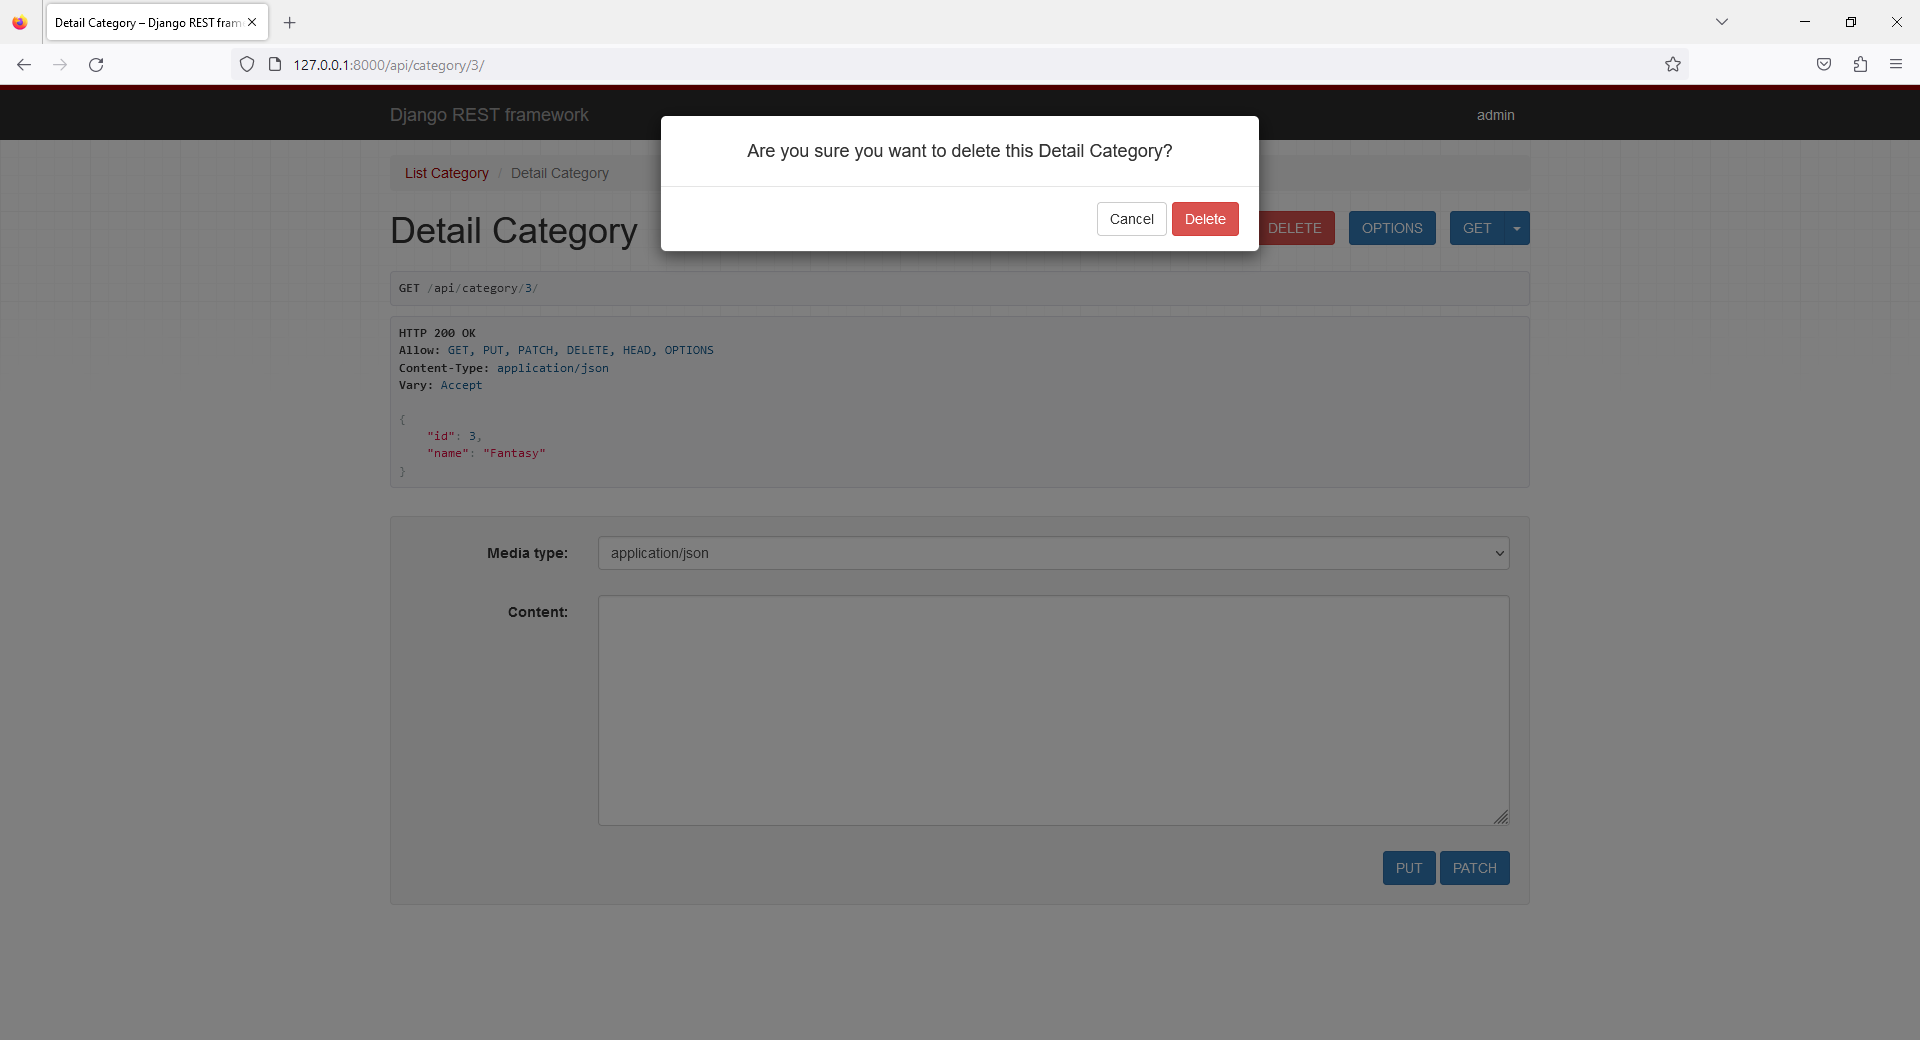 Detail Category – Django REST fram
127.0.0.1:8000/api/category/3/
Django REST framework
admin
Are you sure you want to delete this Detail Category?
Cancel
Delete
List Category / Detail Category
Detail Category
DELETE
OPTIONS
GET
GET /api/category/3/
HTTP 200 OK
Allow: GET, PUT, PATCH, DELETE, HEAD, OPTIONS
Content-Type: application/json
Vary: Accept
{
    "id": 3,
    "name": "Fantasy"
}
Media type:
application/json
Content:
PUT
PATCH